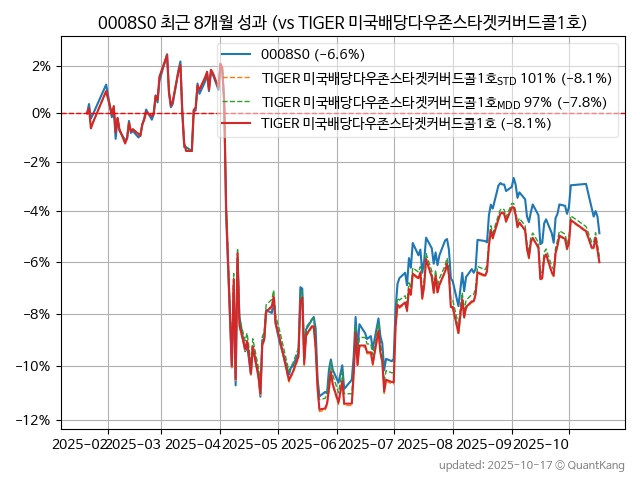 0008S0 최근 8개월 성과 (vs TIGER 미국배당다우존스타겟커버드콜1호)
0008S0 (−6.6%)
TIGER 미국배당다우존스타겟커버드콜1호STD 101% (−8.1%)
TIGER 미국배당다우존스타겟커버드콜1호MDD 97% (−7.8%)
TIGER 미국배당다우존스타겟커버드콜1호 (−8.1%)
2%
0%
−2%
−4%
−6%
−8%
−10%
−12%
2025-02 2025-03 2025-04 2025-05 2025-06 2025-07 2025-08 2025-09 2025-10
updated: 2025-10-17 © QuantKang